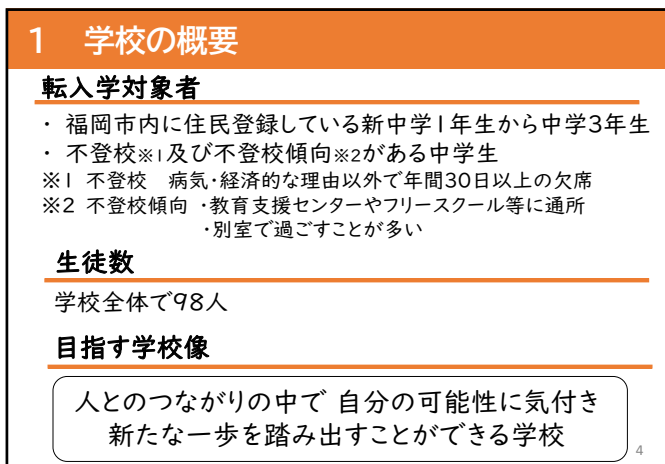 1 学校の概要
転入学対象者
・ 福岡市内に住民登録している新中学1年生から中学3年生
・ 不登校※1及び不登校傾向※2がある中学生
※1 不登校 病気・経済的な理由以外で年間30日以上の欠席
※2 不登校傾向 ・教育支援センターやフリースクール等に通所
・別室で過ごすことが多い
生徒数
学校全体で98人
目指す学校像
人とのつながりの中で 自分の可能性に気付き
新たな一歩を踏み出すことができる学校
4